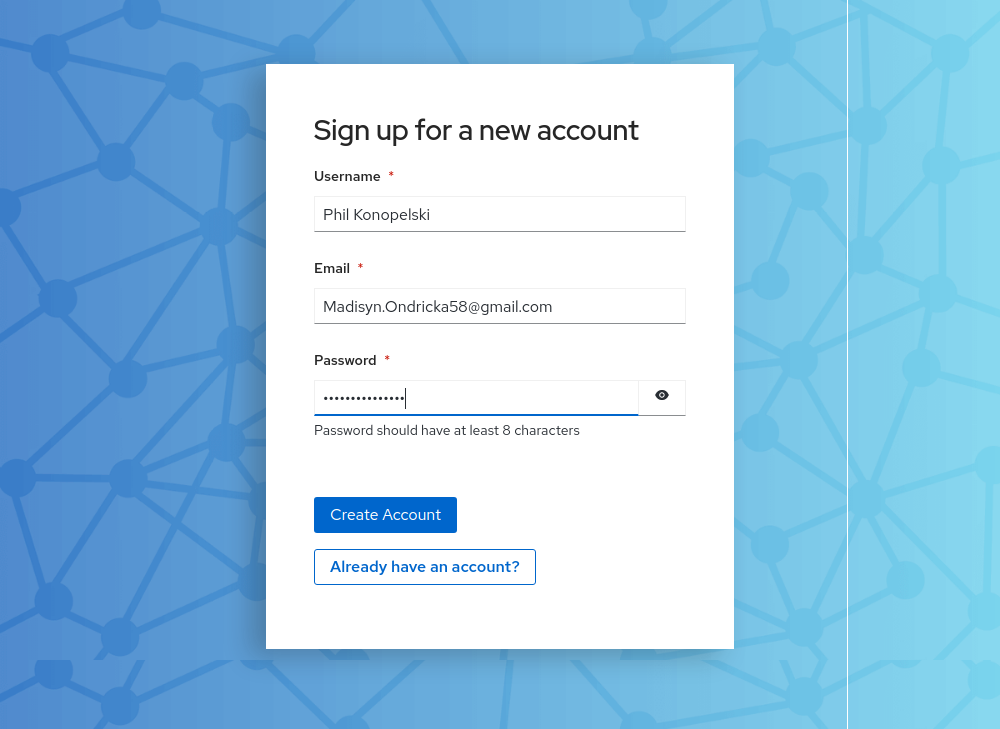 Sign up for a new account
Username *
Phil Konopelski
Email *
Madisyn.Ondricka58@gmail.com
Password *
•••••••••••••••
Password should have at least 8 characters
Create Account
Already have an account?